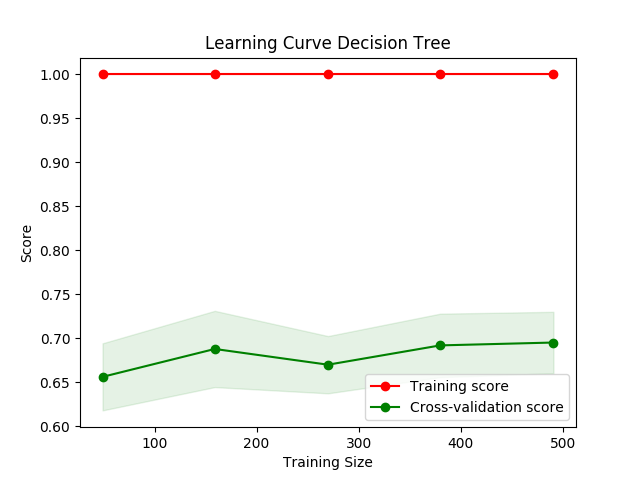 Learning Curve Decision Tree
1.00
0.95
0.90
0.85
0.80
0.75
0.70
0.65
0.60
Score
Training score
Cross-validation score
100
200
300
400
500
Training Size